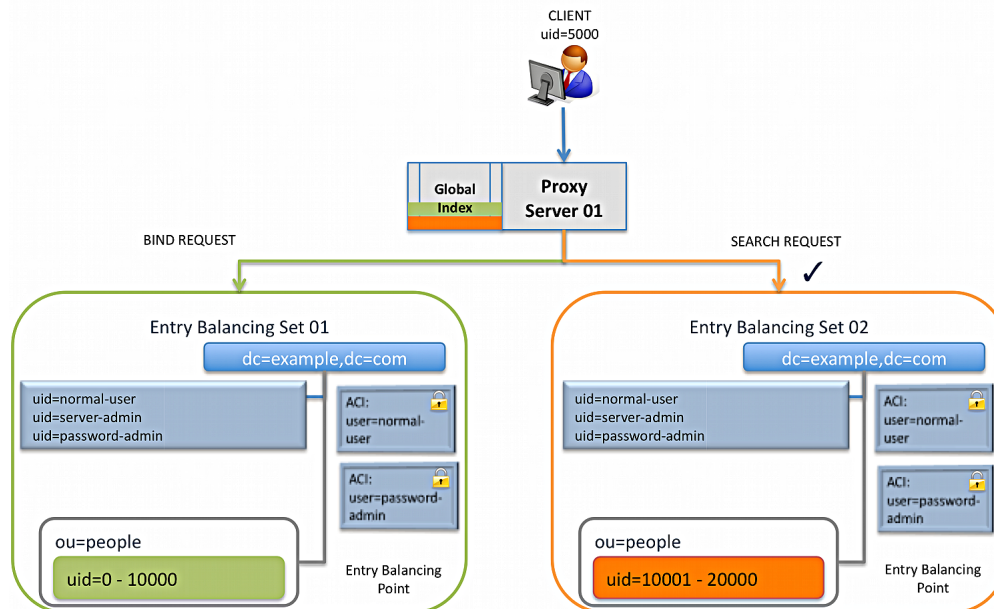 CLIENT
uid=5000
Global
Index
Proxy
Server 01
BIND REQUEST
SEARCH REQUEST
Entry Balancing Set 01
dc=example,dc=com
uid=normal-user
uid=server-admin
uid=password-admin
ACI:
user=normal-
user
ACI:
user=password-
admin
ou=people
uid=0 - 10000
Entry Balancing
Point
Entry Balancing Set 02
dc=example,dc=com
uid=normal-user
uid=server-admin
uid=password-admin
ACI:
user=normal-
user
ACI:
user=password-
admin
ou=people
uid=10001 - 20000
Entry Balancing
Point